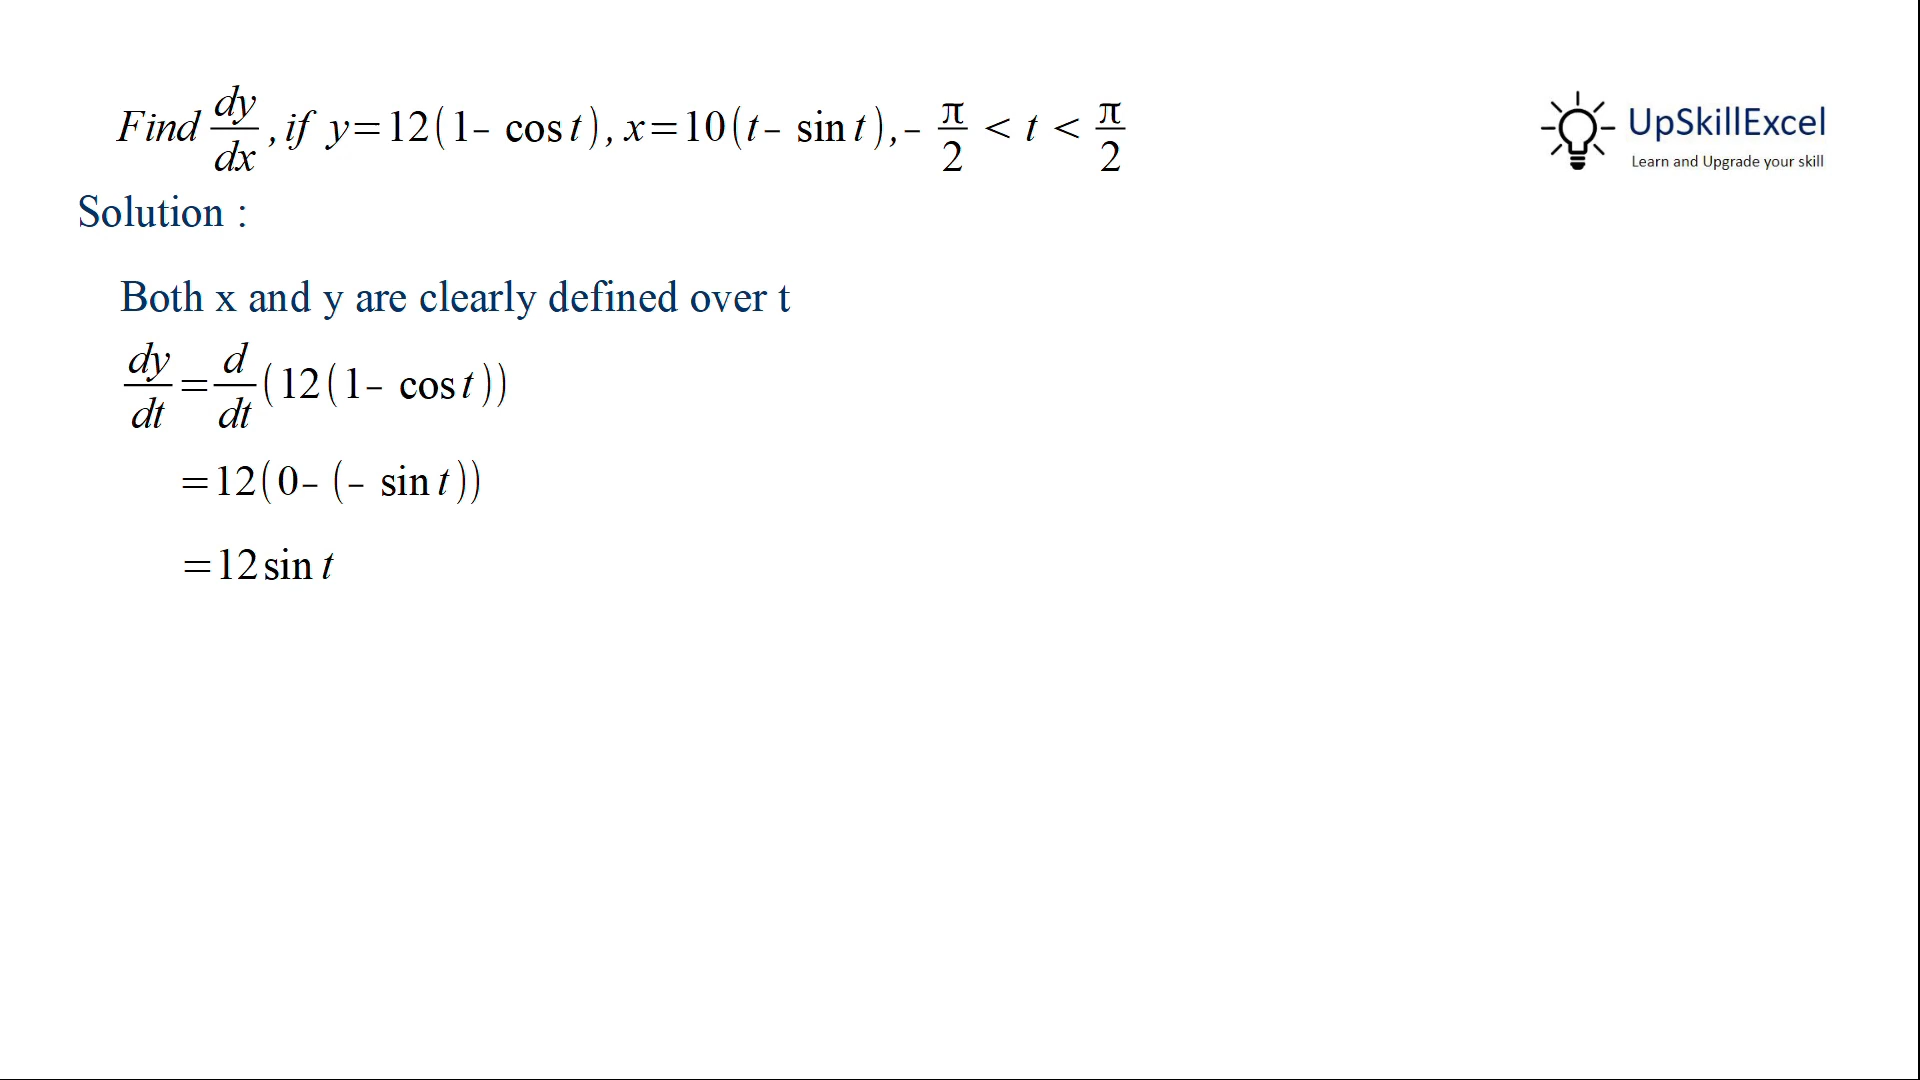 Find dy/dx , if y=12(1– cos t), x=10(t– sin t), – π/2 < t < π/2
UpSkillExcel
Learn and Upgrade your skill
Solution :
Both x and y are clearly defined over t
dy/dt = d/dt (12(1– cos t))
=12(0– (– sin t))
=12 sin t